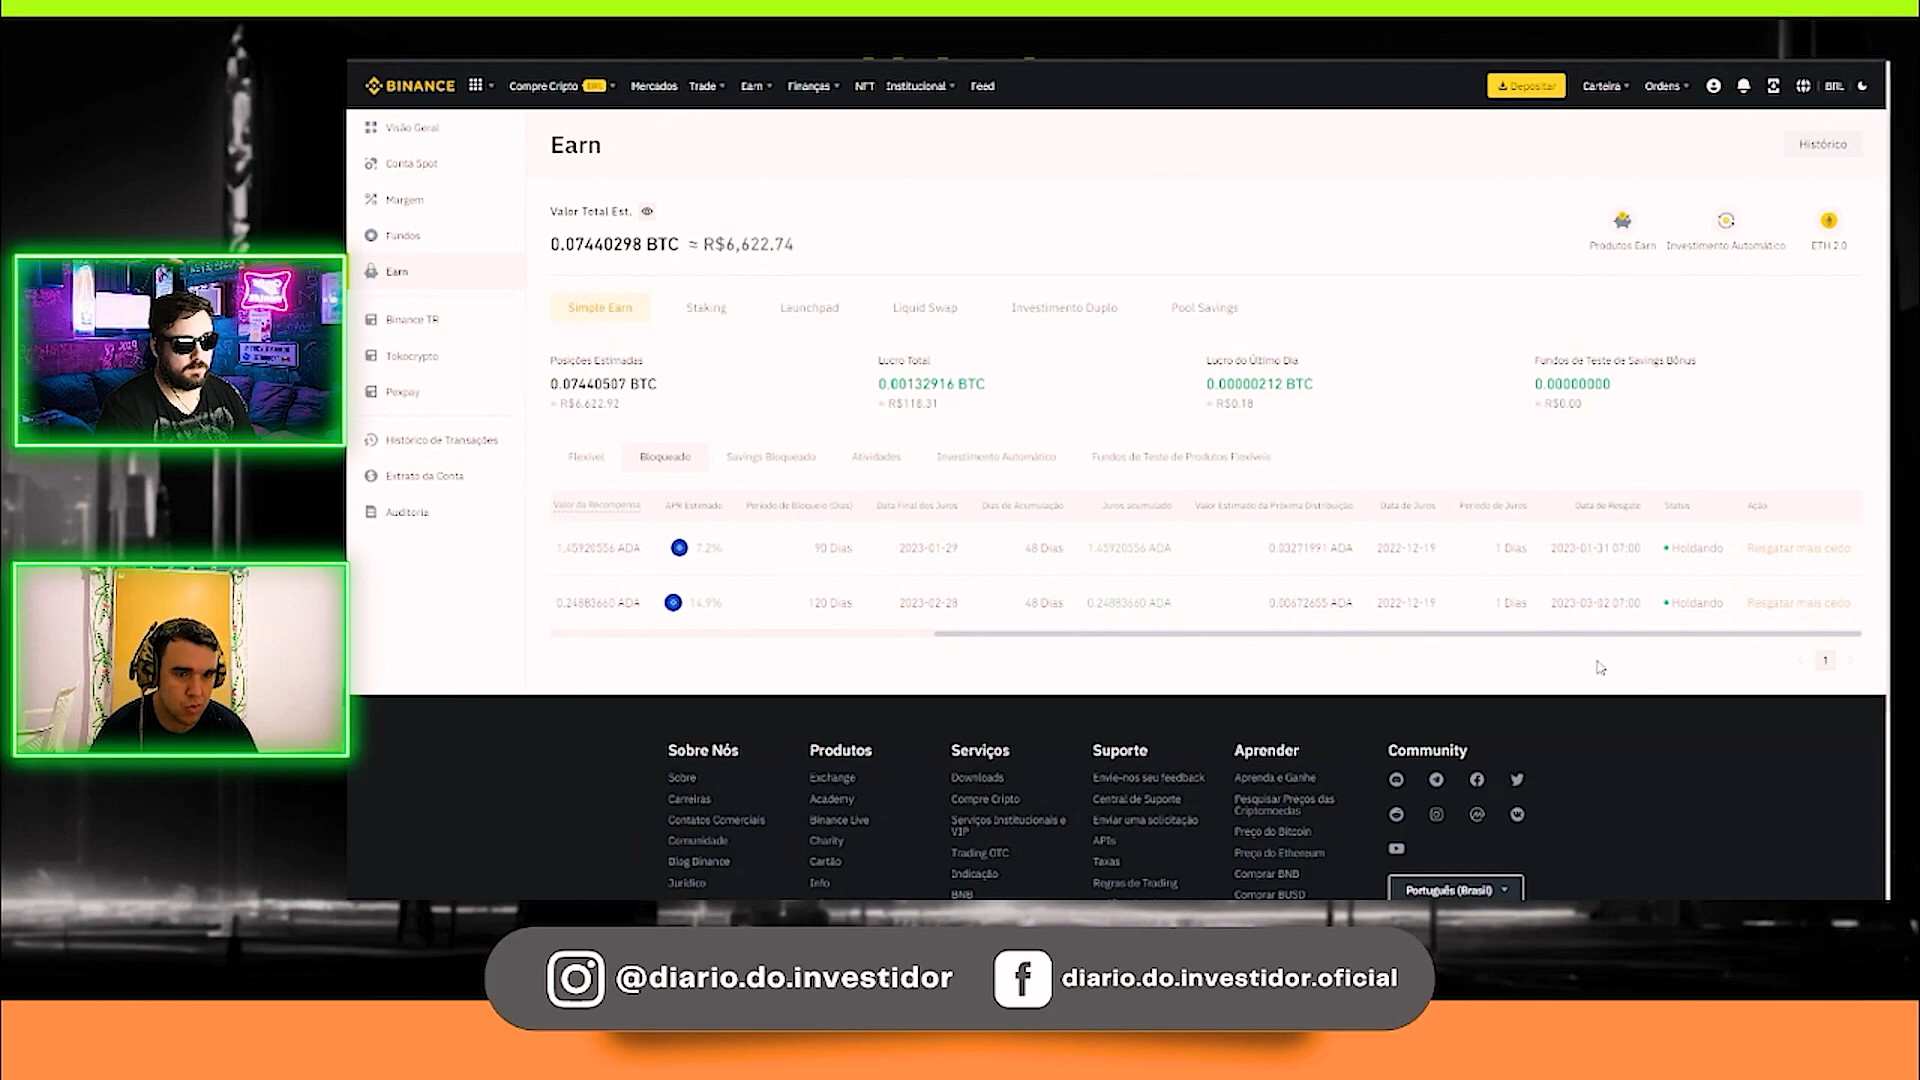 BINANCE
Compre Cripto
Mercados
Trade
Earn
Finanças
NFT
Institucional
Feed
Depositar
Carteira
Ordens
BRL
Visão Geral
Conta Spot
Margem
Fundos
Earn
Binance TR
Tokocrypto
Pexpay
Histórico de Transações
Extrato da Conta
Auditoria
Earn
Histórico
Valor Total Est.
0.07440298 BTC ≈ R$6,622.74
Produtos Earn
Investimento Automático
ETH 2.0
Simple Earn
Staking
Launchpad
Liquid Swap
Investimento Duplo
Pool Savings
Posições Estimadas
0.07440507 BTC
≈ R$6,622.92
Lucro Total
0.00132916 BTC
≈ R$118.31
Lucro do Último Dia
0.00000212 BTC
≈ R$0.18
Fundos de Teste de Savings Bônus
0.00000000
≈ R$0.00
Flexível
Bloqueado
Savings Bloqueado
Atividades
Investimento Automático
Fundos de Teste de Produtos Flexíveis
Valor da Recompensa
APR Estimado
Período de Bloqueio (Dias)
Data Final dos Juros
Dias de Acumulação
Juros acumulado
Valor Estimado da Próxima Distribuição
Data de Juros
Período de Juros
Data do Resgate
Status
Ação
1.45920556 ADA
7.2%
90 Dias
2023-01-29
48 Dias
1.45920556 ADA
0.03271991 ADA
2022-12-19
1 Dias
2023-01-31 07:00
Holdando
Resgatar mais cedo
0.24883660 ADA
14.9%
120 Dias
2023-02-28
48 Dias
0.24883660 ADA
0.00672655 ADA
2022-12-19
1 Dias
2023-03-02 07:00
Holdando
Resgatar mais cedo
1
Sobre Nós
Sobre
Carreiras
Contatos Comerciais
Comunidade
Blog Binance
Jurídico
Produtos
Exchange
Academy
Binance Live
Charity
Cartão
Info
Serviços
Downloads
Compre Cripto
Serviços Institucionais e
VIP
Trading OTC
Indicação
BNB
Suporte
Envie-nos seu feedback
Central de Suporte
Enviar uma solicitação
APIs
Taxas
Regras de Trading
Aprender
Aprenda e Ganhe
Pesquisar Preços das
Criptomoedas
Preço do Bitcoin
Preço do Ethereum
Comprar BNB
Comprar BUSD
Community
Português (Brasil)
@diario.do.investidor
diario.do.investidor.oficial